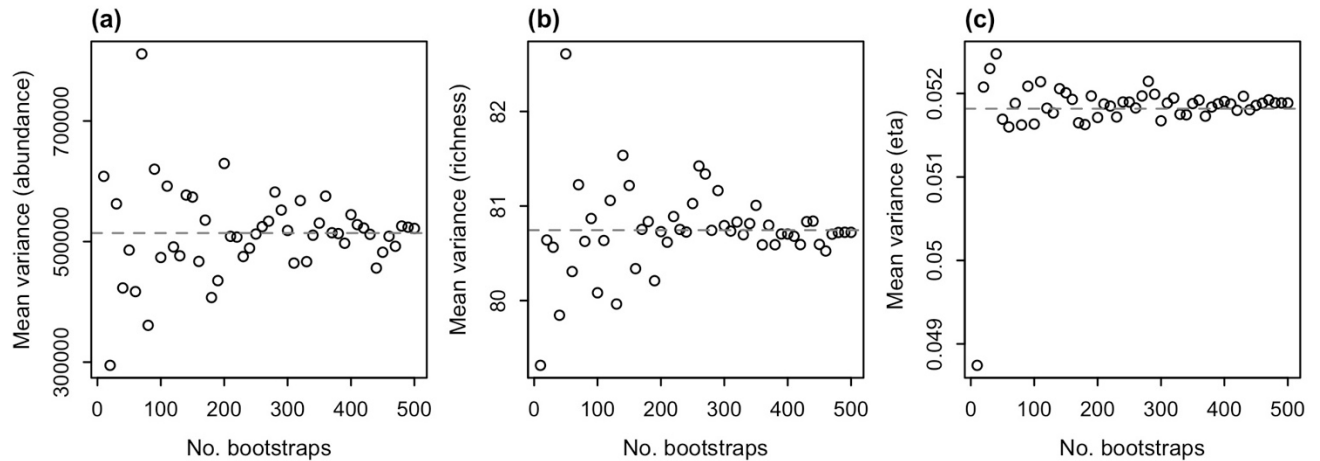 (a)
Mean variance (abundance)
700000
500000
300000
0 100 200 300 400 500
No. bootstraps
(b)
Mean variance (richness)
82
81
80
0 100 200 300 400 500
No. bootstraps
(c)
Mean variance (eta)
0.052
0.051
0.05
0.049
0 100 200 300 400 500
No. bootstraps